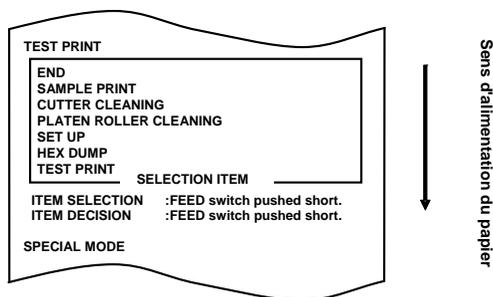 TEST PRINT
END
SAMPLE PRINT
CUTTER CLEANING
PLATEN ROLLER CLEANING
SET UP
HEX DUMP
TEST PRINT
SELECTION ITEM
ITEM SELECTION :FEED switch pushed short.
ITEM DECISION :FEED switch pushed short.
SPECIAL MODE
Sens d'alimentation du papier